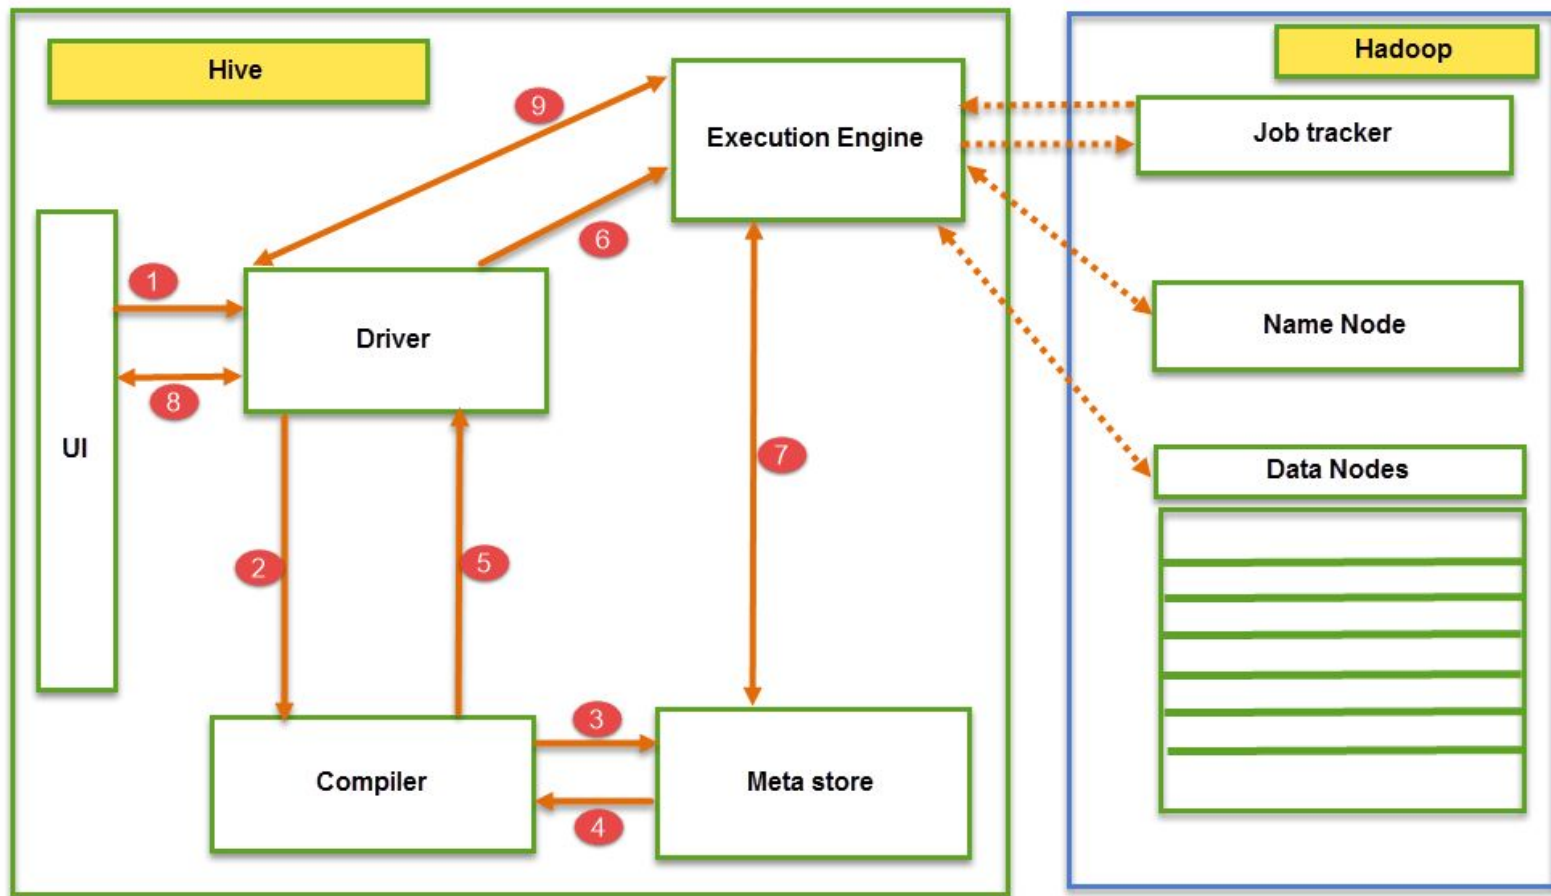 Hive
Hadoop
9
Execution Engine
Job tracker
6
1
Driver
Name Node
8
UI
7
Data Nodes
2
5
3
Compiler
Meta store
4